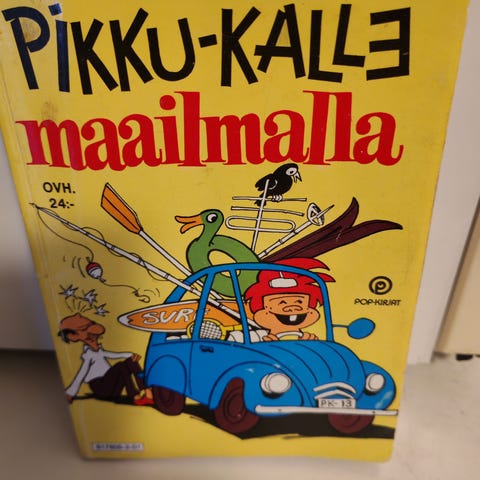 PiKKU-KALLE
maailmalla
OVH.
24:-
POP-KIRJAT
SURF
PK-13